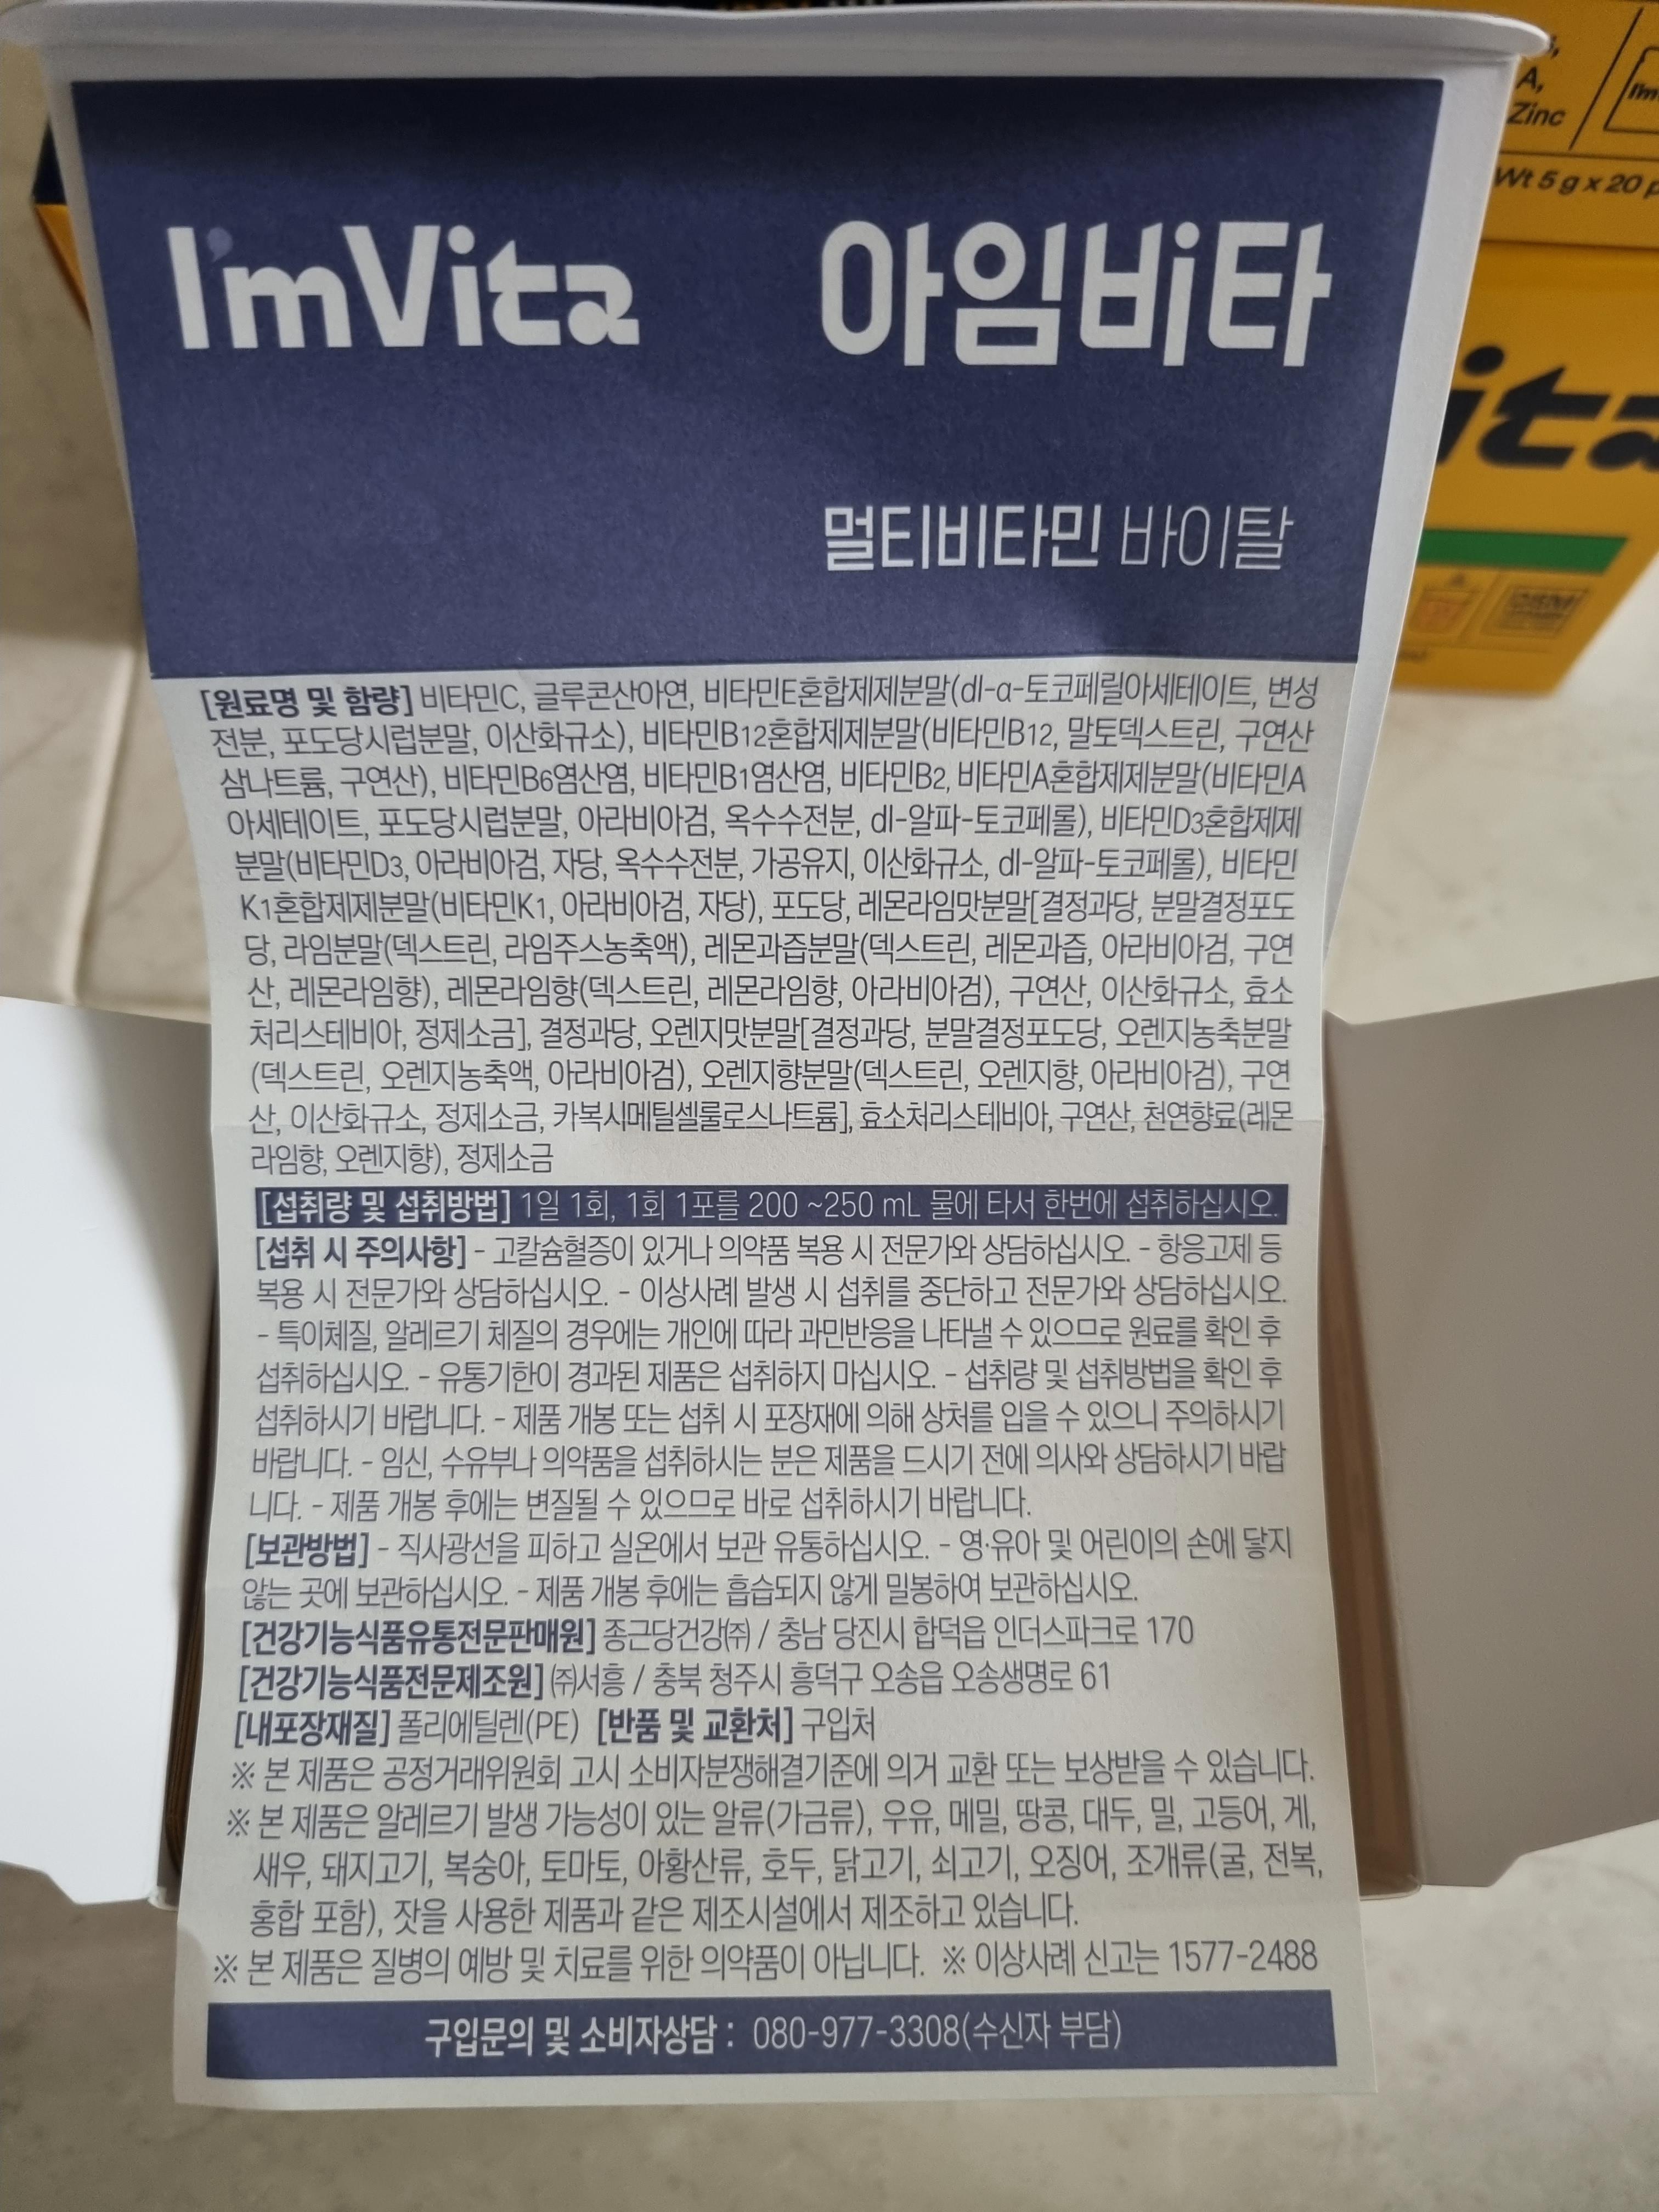 I'm Vita 아임비타
멀티비타민 바이탈
[원료명 및 함량] 비타민C, 글루콘산아연, 비타민E혼합제제분말(dl-α-토코페릴아세테이트, 변성
전분, 포도당시럽분말, 이산화규소), 비타민B12혼합제제분말(비타민B12, 말토덱스트린, 구연산
삼나트륨, 구연산), 비타민B6염산염, 비타민B1염산염, 비타민B2, 비타민A혼합제제분말(비타민A
아세테이트, 포도당시럽분말, 아라비아검, 옥수수전분, dl-알파-토코페롤), 비타민D3혼합제제
분말(비타민D3, 아라비아검, 자당, 옥수수전분, 가공유지, 이산화규소, dl-알파-토코페롤), 비타민
K1혼합제제분말(비타민K1, 아라비아검, 자당), 포도당, 레몬라임맛분말[결정과당, 분말결정포도
당, 라임분말(덱스트린, 라임주스농축액), 레몬과즙분말(덱스트린, 레몬과즙, 아라비아검, 구연
산, 레몬라임향), 레몬라임향(덱스트린, 레몬라임향, 아라비아검), 구연산, 이산화규소, 효소
처리스테비아, 정제소금], 결정과당, 오렌지맛분말[결정과당, 분말결정포도당, 오렌지농축분말
(덱스트린, 오렌지농축액, 아라비아검), 오렌지향분말(덱스트린, 오렌지향, 아라비아검), 구연
산, 이산화규소, 정제소금, 카복시메틸셀룰로스나트륨], 효소처리스테비아, 구연산, 천연향료(레몬
라임향, 오렌지향), 정제소금
[섭취량 및 섭취방법] 1일 1회, 1회 1포를 200 ~250 mL 물에 타서 한번에 섭취하십시오.
[섭취 시 주의사항] - 고칼슘혈증이 있거나 의약품 복용 시 전문가와 상담하십시오. - 항응고제 등
복용 시 전문가와 상담하십시오. - 이상사례 발생 시 섭취를 중단하고 전문가와 상담하십시오.
- 특이체질, 알레르기 체질의 경우에는 개인에 따라 과민반응을 나타낼 수 있으므로 원료를 확인 후
섭취하십시오. - 유통기한이 경과된 제품은 섭취하지 마십시오. - 섭취량 및 섭취방법을 확인 후
섭취하시기 바랍니다. - 제품 개봉 또는 섭취 시 포장재에 의해 상처를 입을 수 있으니 주의하시기
바랍니다. - 임신, 수유부나 의약품을 섭취하시는 분은 제품을 드시기 전에 의사와 상담하시기 바랍
니다. - 제품 개봉 후에는 변질될 수 있으므로 바로 섭취하시기 바랍니다.
[보관방법] - 직사광선을 피하고 실온에서 보관 유통하십시오. - 영·유아 및 어린이의 손에 닿지
않는 곳에 보관하십시오. - 제품 개봉 후에는 흡습되지 않게 밀봉하여 보관하십시오.
[건강기능식품유통전문판매원] 종근당건강㈜ / 충남 당진시 합덕읍 인더스파크로 170
[건강기능식품전문제조원] ㈜서흥 / 충북 청주시 흥덕구 오송읍 오송생명로 61
[내포장재질] 폴리에틸렌(PE) [반품 및 교환처] 구입처
※ 본 제품은 공정거래위원회 고시 소비자분쟁해결기준에 의거 교환 또는 보상받을 수 있습니다.
※ 본 제품은 알레르기 발생 가능성이 있는 알류(가금류), 우유, 메밀, 땅콩, 대두, 밀, 고등어, 게,
새우, 돼지고기, 복숭아, 토마토, 아황산류, 호두, 닭고기, 쇠고기, 오징어, 조개류(굴, 전복,
홍합 포함), 잣을 사용한 제품과 같은 제조시설에서 제조하고 있습니다.
※ 본 제품은 질병의 예방 및 치료를 위한 의약품이 아닙니다. ※ 이상사례 신고는 1577-2488
구입문의 및 소비자상담 : 080-977-3308(수신자 부담)
A,
Zinc
Wt 5 g x 20 p
ita